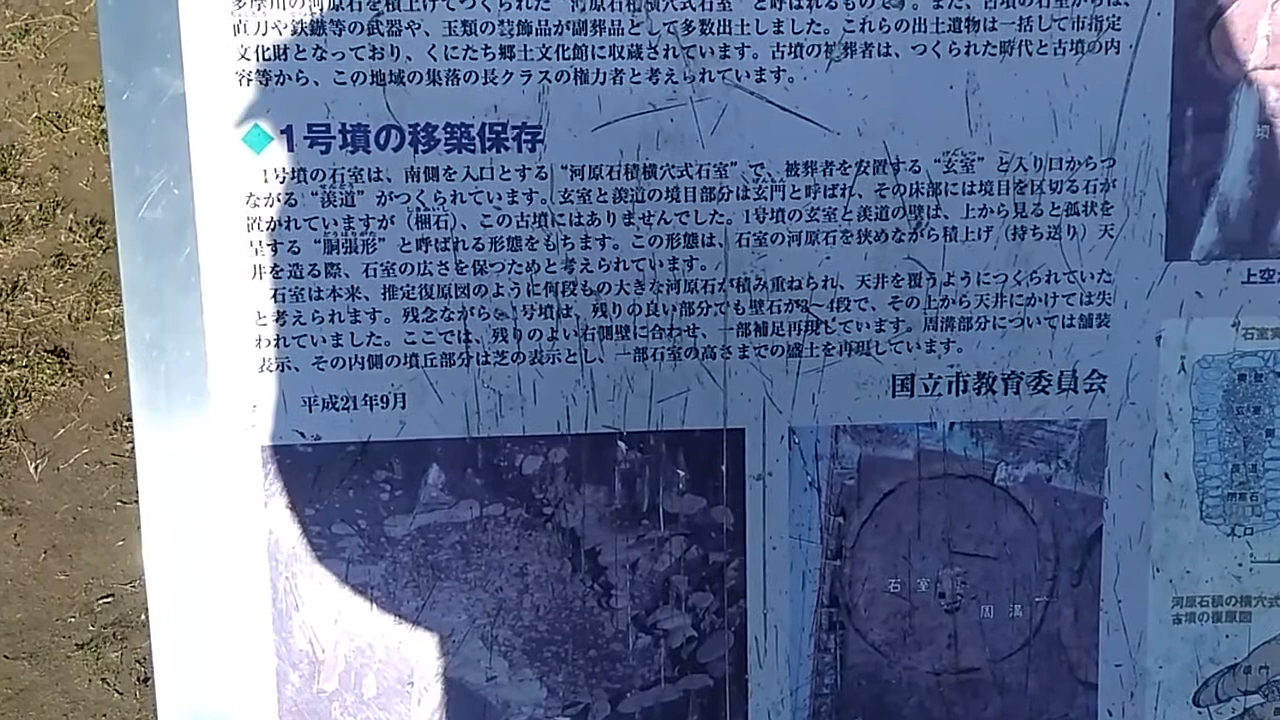 多摩川の河原石を積上げてつくられた“河原石積横穴式石室”と呼ばれるものです。また、古墳の石室からは、
直刀や鉄鏃等の武器や、玉類の装飾品が副葬品として多数出土しました。これらの出土遺物は一括して市指定
文化財となっており、くにたち郷土文化館に収蔵されています。古墳の被葬者は、つくられた時代と古墳の内
容等から、この地域の集落の長クラスの権力者と考えられています。
◆1号墳の移築保存
1号墳の石室は、南側を入口とする“河原石積横穴式石室”で、被葬者を安置する“玄室”と入り口からつ
ながる“羨道”がつくられています。玄室と羨道の境目部分は玄門と呼ばれ、その床部には境目を区切る石が
置かれていますが（梱石）、この古墳にはありませんでした。1号墳の玄室と羨道の壁は、上から見ると孤状を
呈する“胴張形”と呼ばれる形態をもちます。この形態は、石室の河原石を狭めながら積上げ（持ち送り）天
井を造る際、石室の広さを保つためと考えられています。
石室は本来、推定復原図のように何段もの大きな河原石が積み重ねられ、天井を覆うようにつくられていた
と考えられます。残念ながら、1号墳は、残りの良い部分でも壁石が3～4段で、その上から天井にかけては失
われていました。ここでは、残りのよい右側壁に合わせ、一部補足再現しています。周溝部分については舗装
表示、その内側の墳丘部分は芝の表示とし、一部石室の高さまでの盛土を再現しています。
平成21年9月
国立市教育委員会
上空
石室
周溝
石室実
奥壁
玄室
羨道
閉塞石
入口
河原石積の横穴式
古墳の復原図